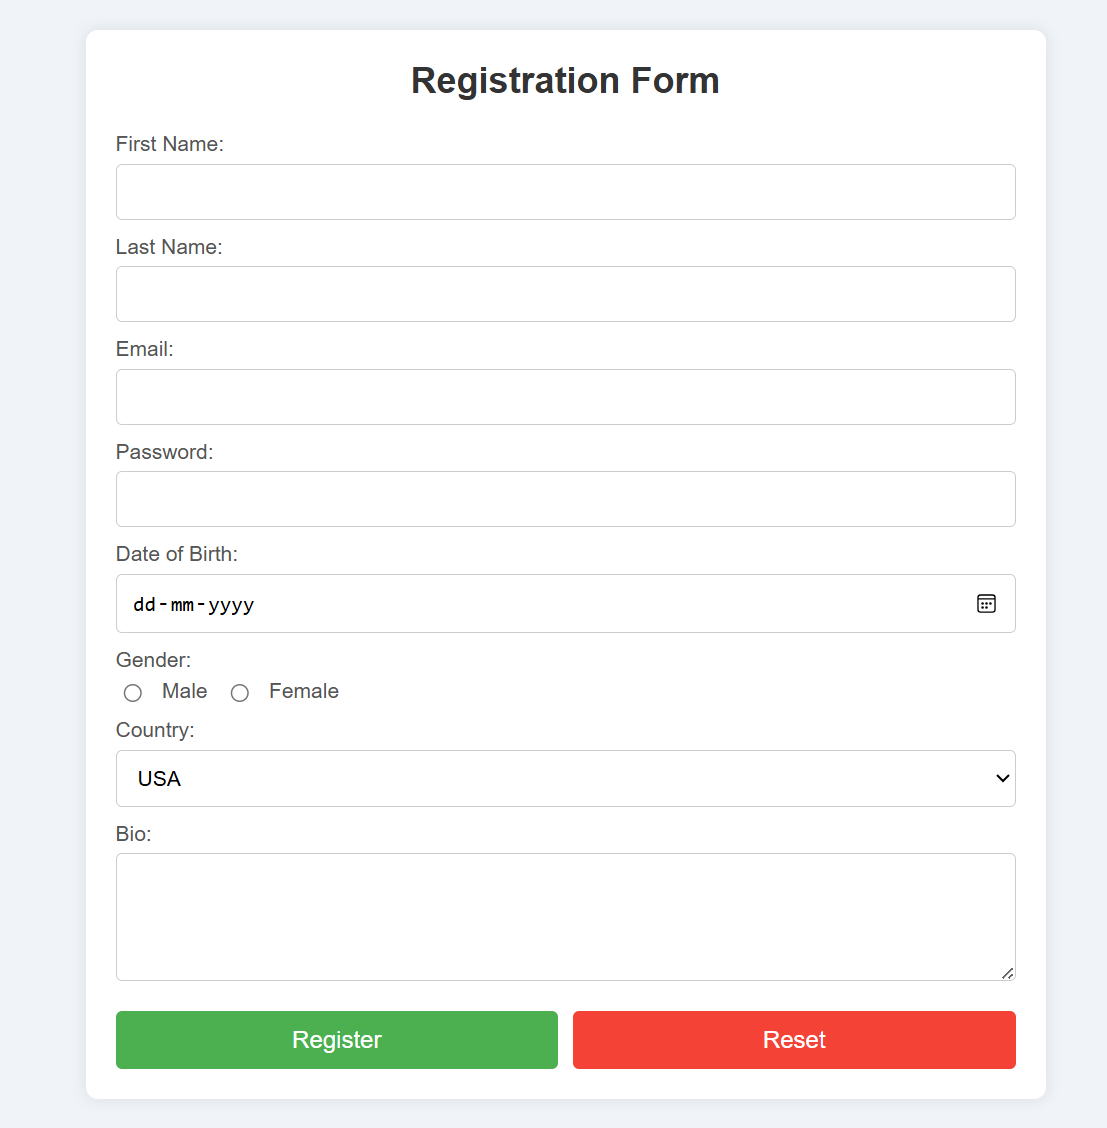 Registration Form
First Name:
Last Name:
Email:
Password:
Date of Birth:
dd-mm-yyyy
Gender:
Male Female
Country:
USA
Bio:
Register Reset